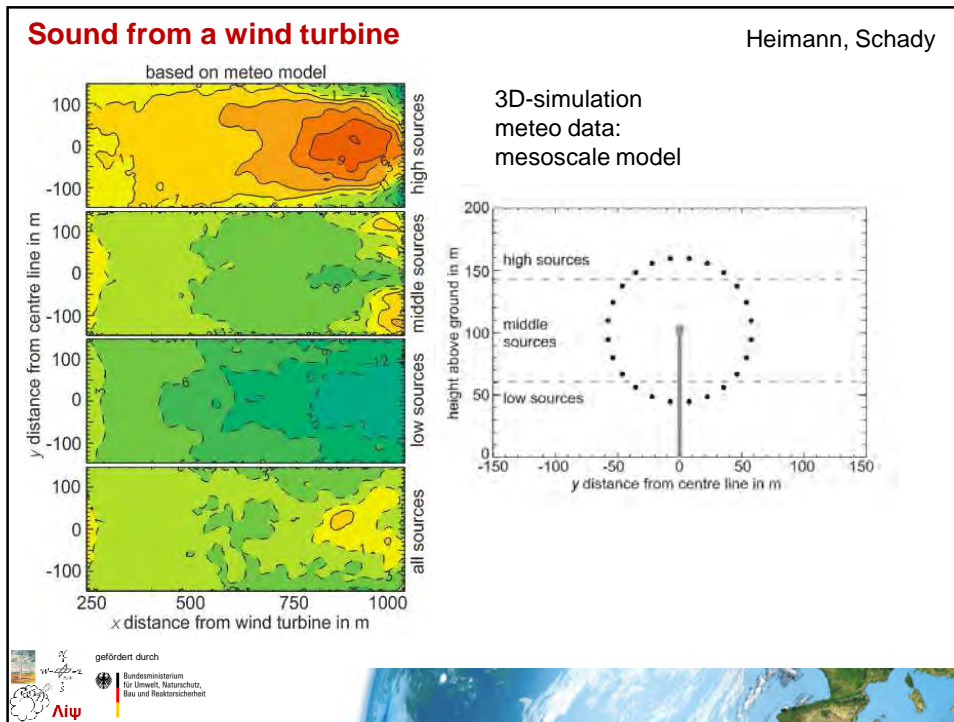 Sound from a wind turbine
Heimann, Schady
based on meteo model
100
0
-100
high sources
100
0
-100
middle sources
100
0
-100
low sources
100
0
-100
all sources
y distance from centre line in m
250 500 750 1000
x distance from wind turbine in m
3D-simulation
meteo data:
mesoscale model
200
150
100
50
0
height above ground in m
high sources
middle
sources
low sources
-150 -100 -50 0 50 100 150
y distance from centre line in m
gefördert durch
Bundesministerium
für Umwelt, Naturschutz,
Bau und Reaktorsicherheit
Λiψ